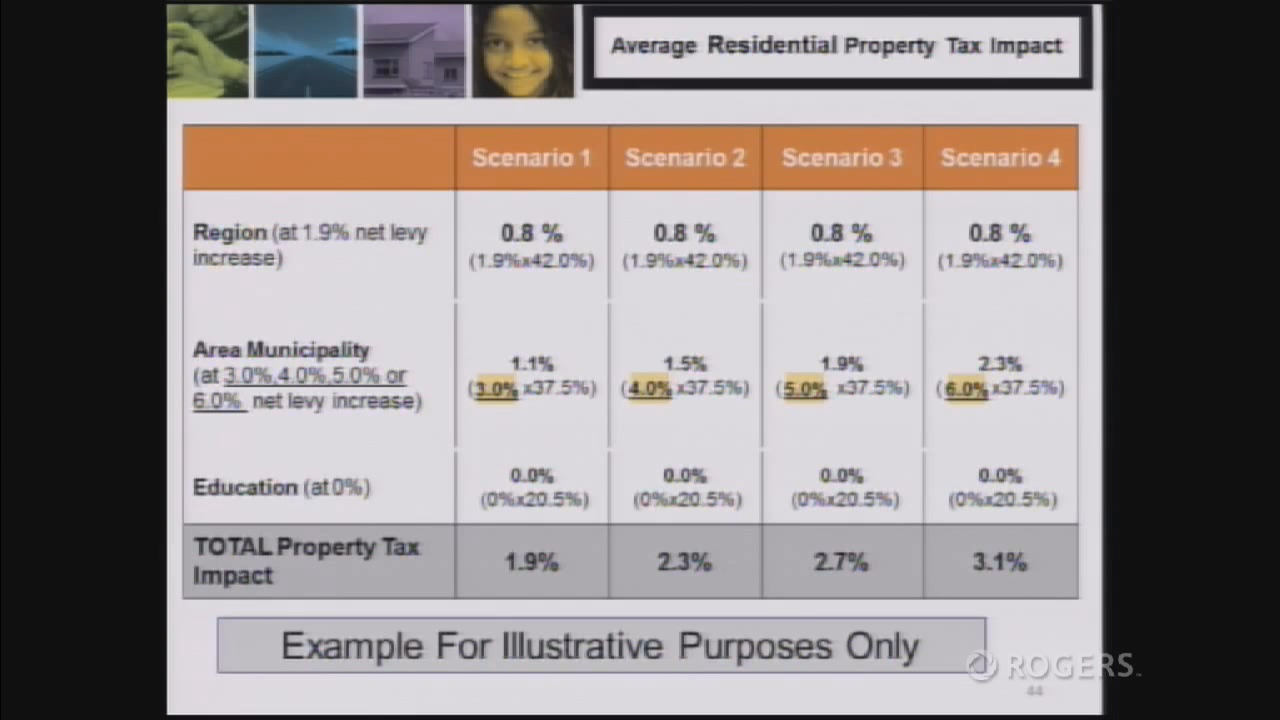 Average Residential Property Tax Impact
Scenario 1 Scenario 2 Scenario 3 Scenario 4
Region (at 1.9% net levy increase) 
0.8 % 0.8 % 0.8 % 0.8 %
(1.9%x42.0%) (1.9%x42.0%) (1.9%x42.0%) (1.9%x42.0%)
Area Municipality
(at 3.0%,4.0%,5.0% or
6.0% net levy increase)
1.1% 1.5% 1.9% 2.3%
(3.0% x37.5%) (4.0% x37.5%) (5.0% x37.5%) (6.0% x37.5%)
Education (at 0%)
0.0% 0.0% 0.0% 0.0%
(0%x20.5%) (0%x20.5%) (0%x20.5%) (0%x20.5%)
TOTAL Property Tax
Impact
1.9% 2.3% 2.7% 3.1%
Example For Illustrative Purposes Only
ROGERS™
44